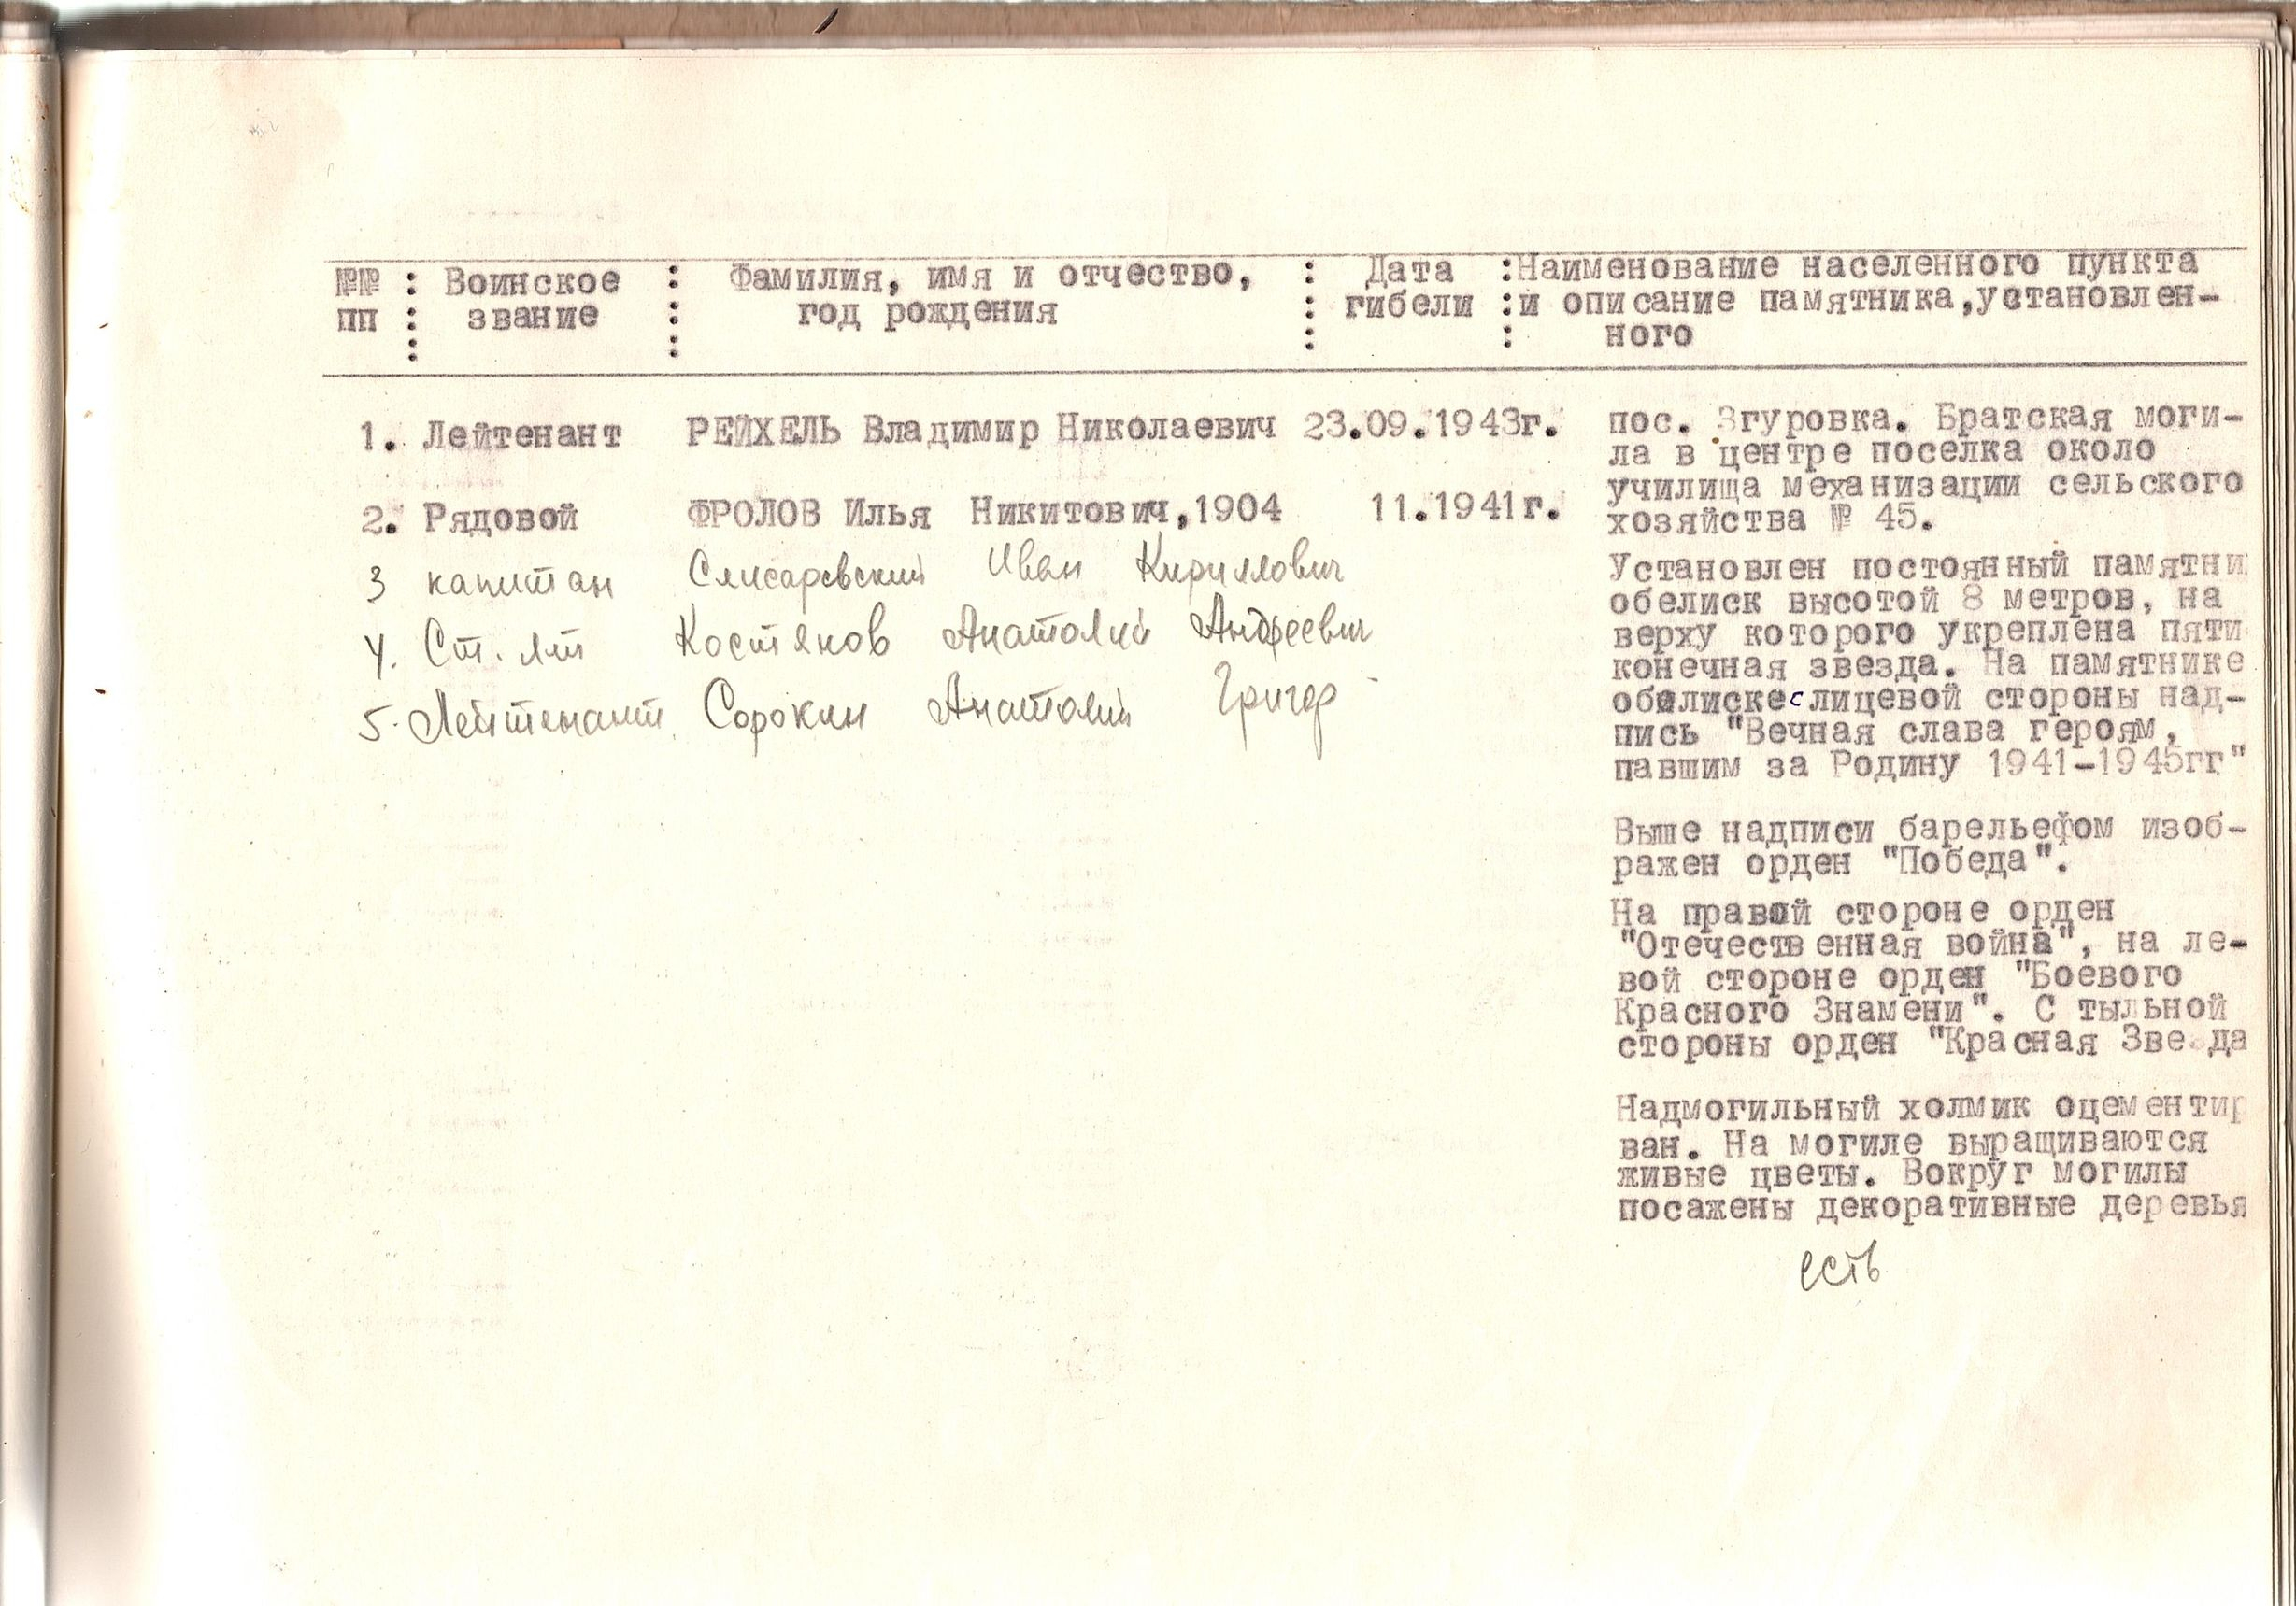 №№ : Воинское : Фамилия, имя и отчество, : Дата : Наименование населенного пункта
пп : звание : год рождения : гибели : и описание памятника, установлен-
ного
1. Лейтенант РЕЙХЕЛЬ Владимир Николаевич 23.09.1943г.
2. Рядовой ФРОЛОВ Илья Никитович, 1904 11.1941г.
3 капитан Слисаревский Иван Кириллович
4. Ст. лт Костяков Анатолий Андреевич
5. Лейтенант Сорокин Анатолий Григор -
пос. Згуровка. Братская моги-
ла в центре поселка около
училища механизации сельского
хозяйства № 45.
Установлен постоянный памятни
обелиск высотой 8 метров, на
верху которого укреплена пяти
конечная звезда. На памятнике
обелиске с лицевой стороны над-
пись "Вечная слава героям,
павшим за Родину 1941-1945гг"
Выше надписи барельефом изоб-
ражен орден "Победа".
На правой стороне орден
"Отечественная война", на ле-
вой стороне орден "Боевого
Красного Знамени". С тыльной
стороны орден "Красная Звезда
Надмогильный холмик оцементир
ван. На могиле выращиваются
живые цветы. Вокруг могилы
посажены декоративные деревья
есть